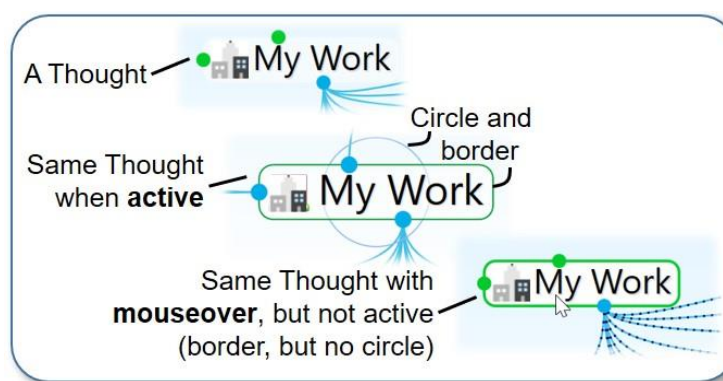 A Thought
My Work
Circle and
border
Same Thought
when active
My Work
Same Thought with
mouseover, but not active
(border, but no circle)
My Work